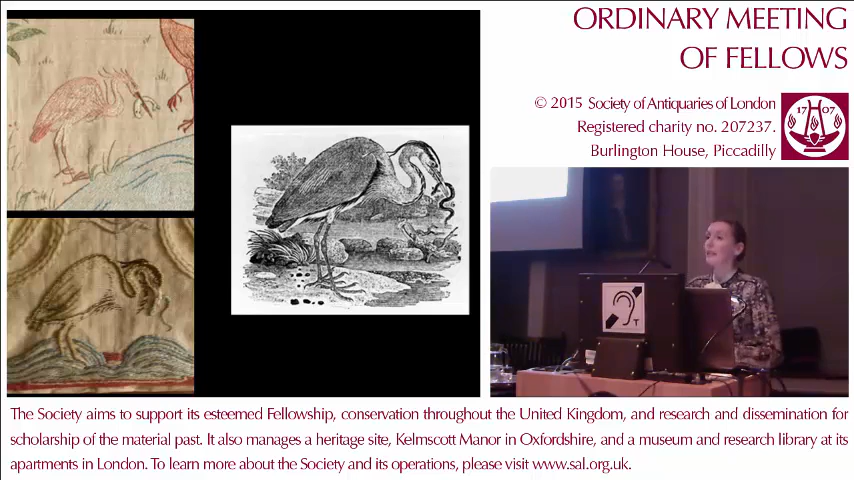 ORDINARY MEETING
OF FELLOWS
© 2015 Society of Antiquaries of London
Registered charity no. 207237.
Burlington House, Piccadilly
17 07
T
The Society aims to support its esteemed Fellowship, conservation throughout the United Kingdom, and research and dissemination for
scholarship of the material past. It also manages a heritage site, Kelmscott Manor in Oxfordshire, and a museum and research library at its
apartments in London. To learn more about the Society and its operations, please visit www.sal.org.uk.